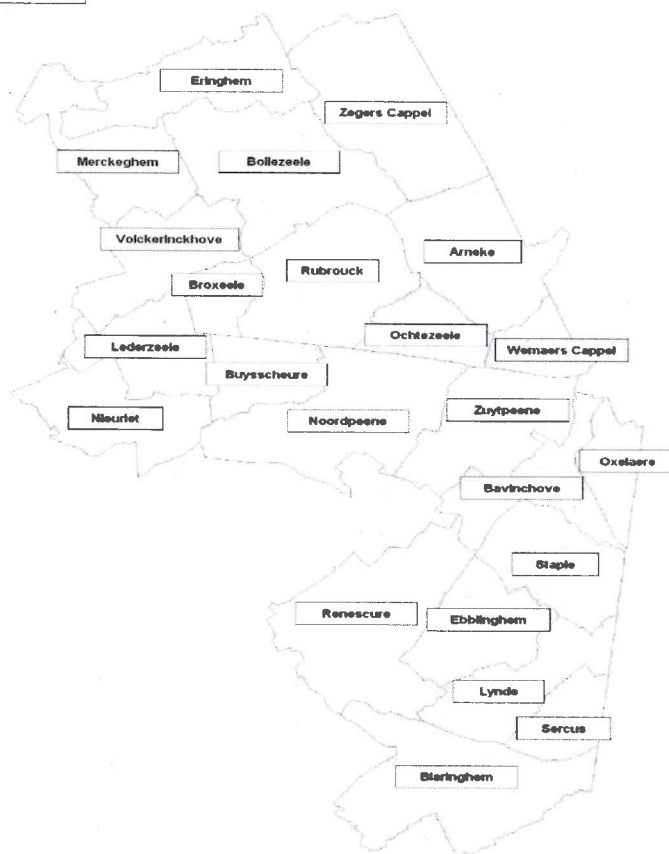 Eringhem
Zegers Cappel
Merckeghem
Bollezeele
Volckerinckhove
Arneke
Rubrouck
Broxeele
Ochtezeele
Lederzeele
Wemaers Cappel
Buysscheure
Zuytpeene
Nieurlet
Noordpeene
Oxelaere
Bavinchove
Staple
Renescure
Ebblinghem
Lynde
Sercus
Blaringhem